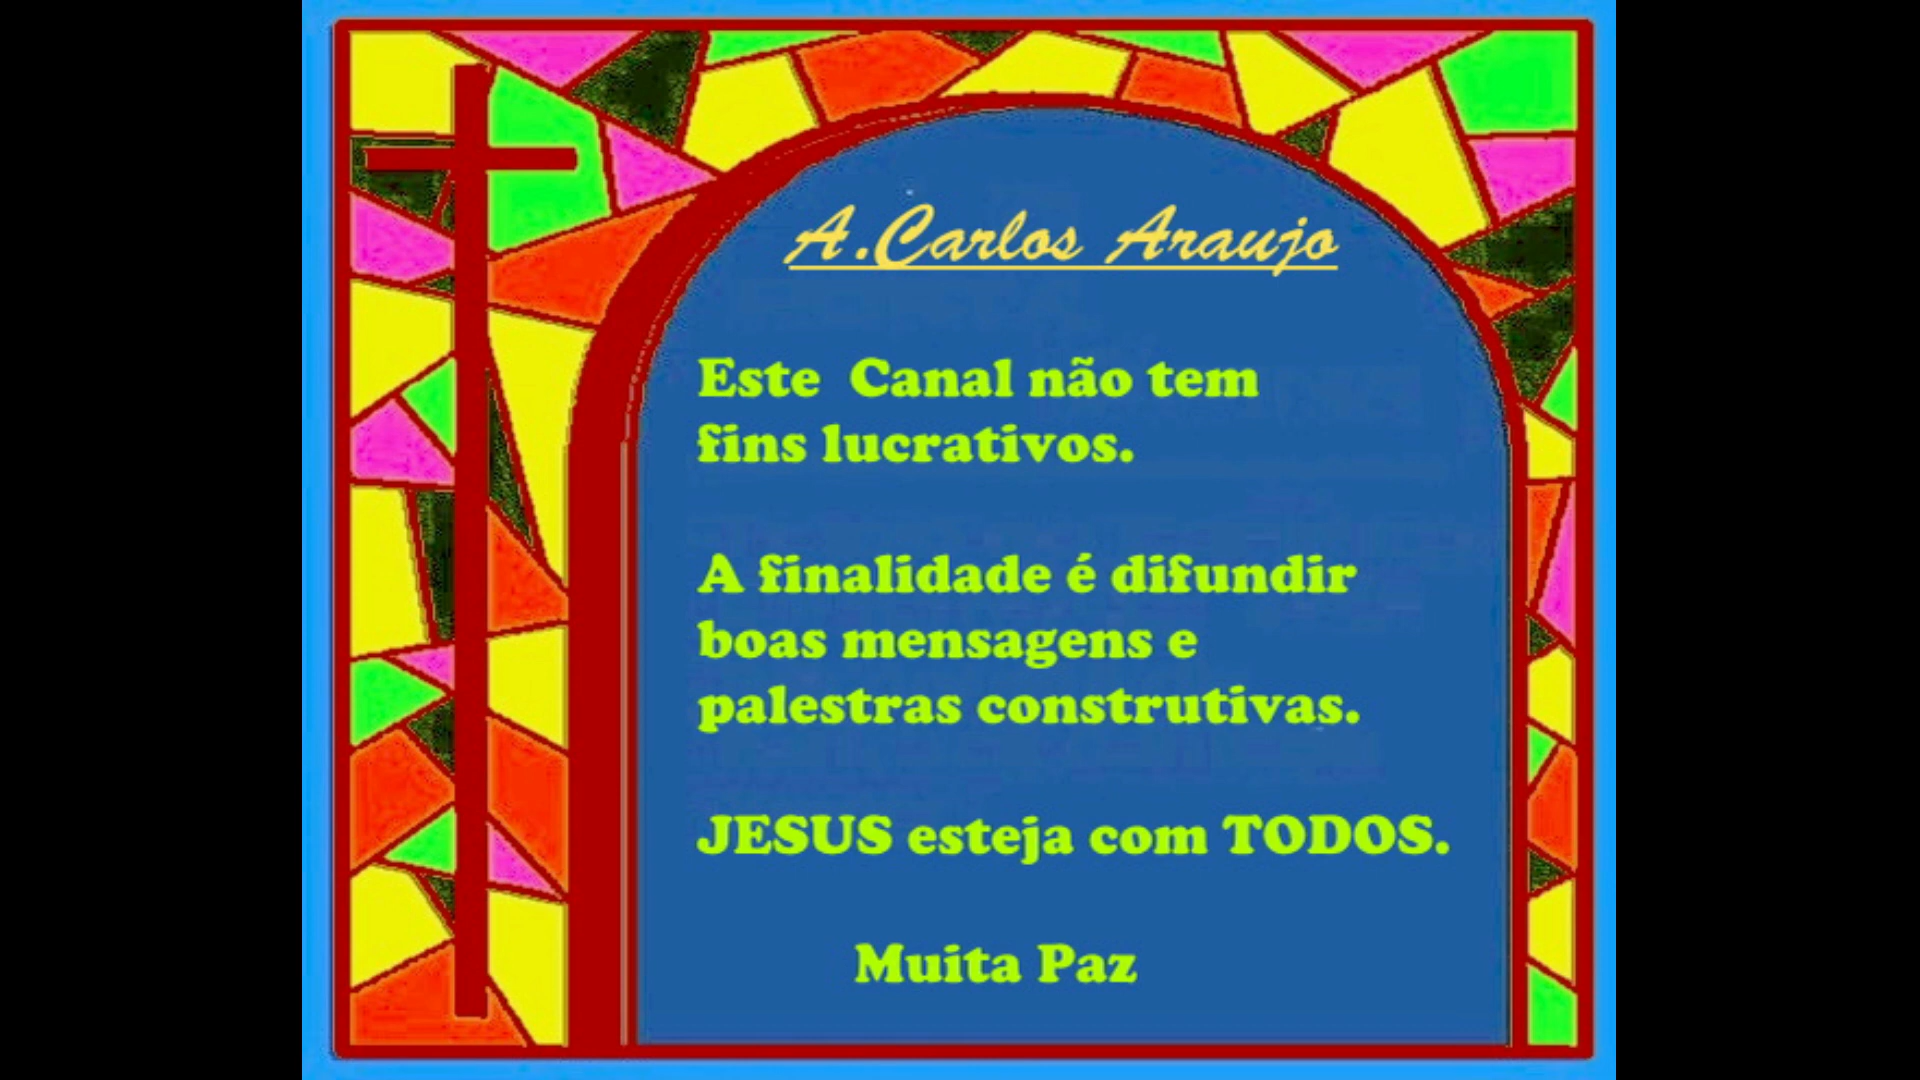 A.Carlos Araujo
Este Canal não tem
fins lucrativos.
A finalidade é difundir
boas mensagens e
palestras construtivas.
JESUS esteja com TODOS.
Muita Paz